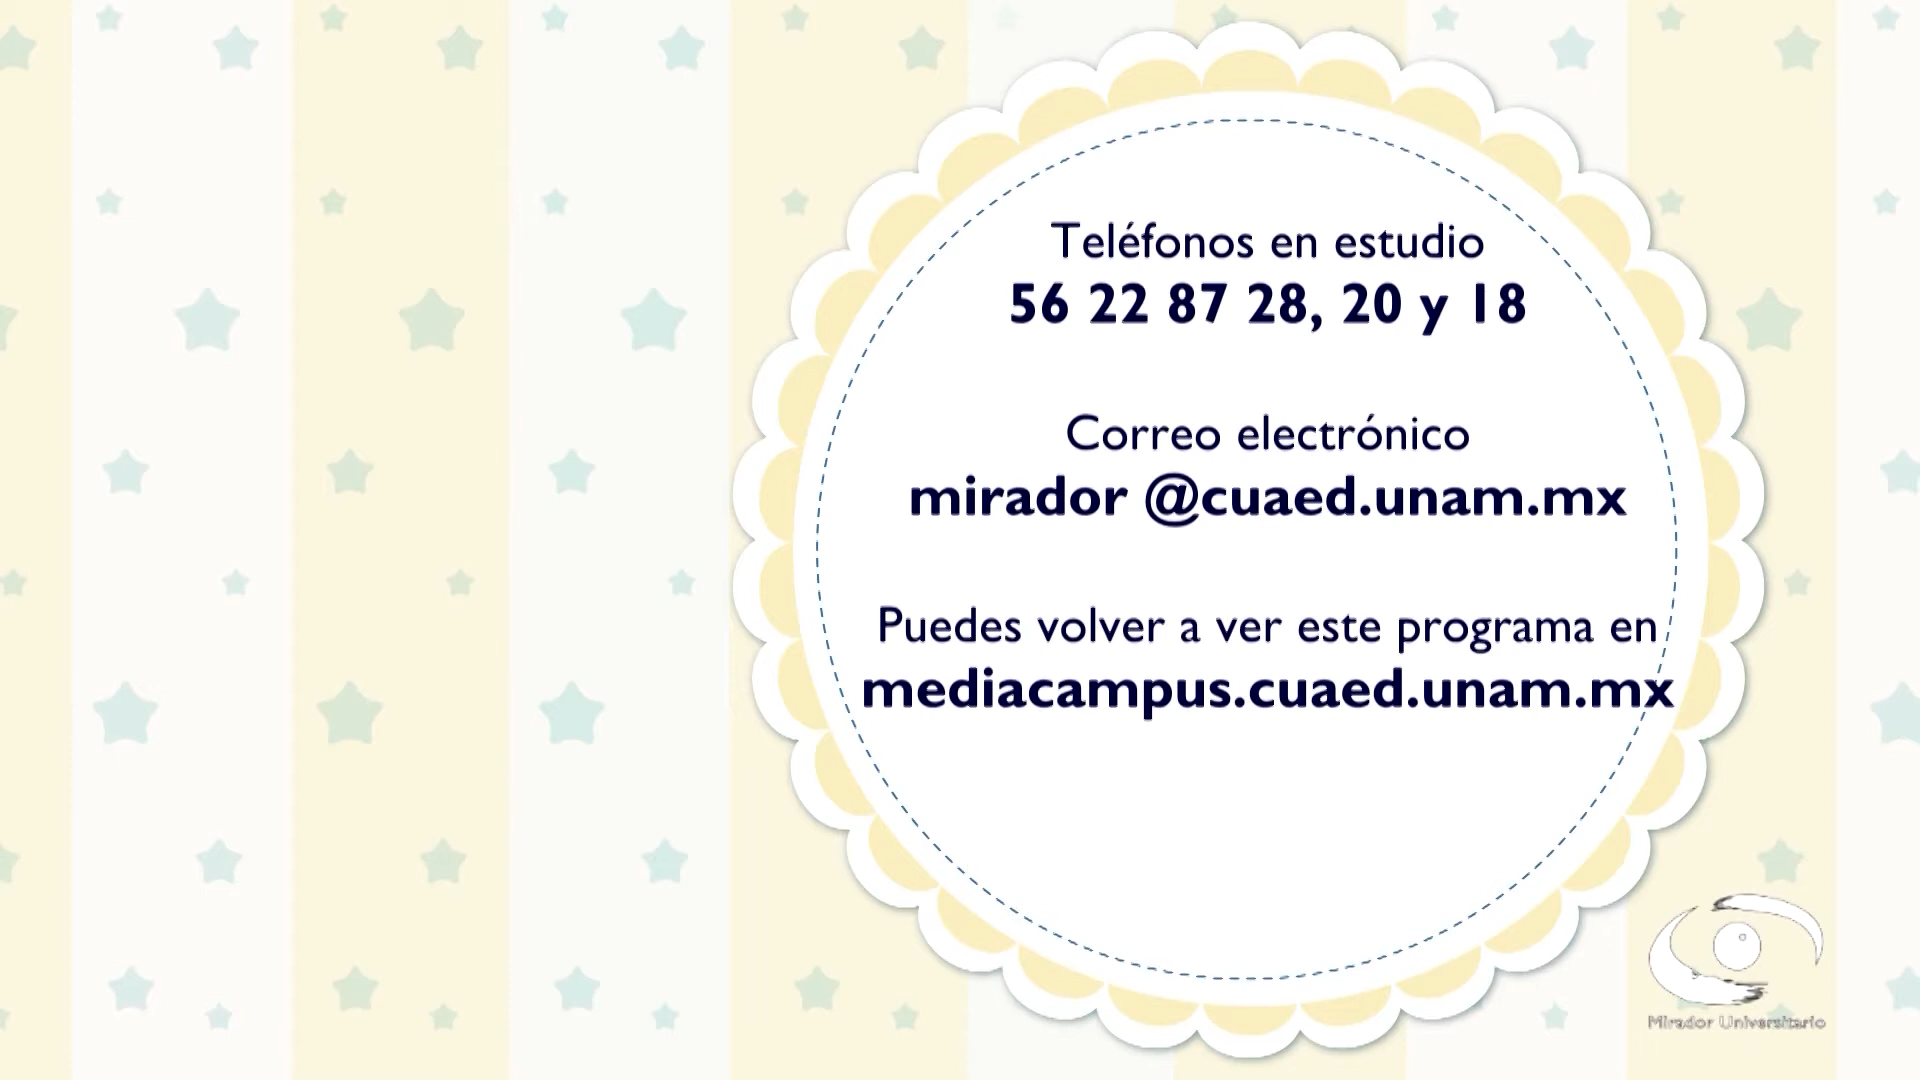 Teléfonos en estudio
56 22 87 28, 20 y 18
Correo electrónico
mirador @cuaed.unam.mx
Puedes volver a ver este programa en
mediacampus.cuaed.unam.mx
Mirador Universitario